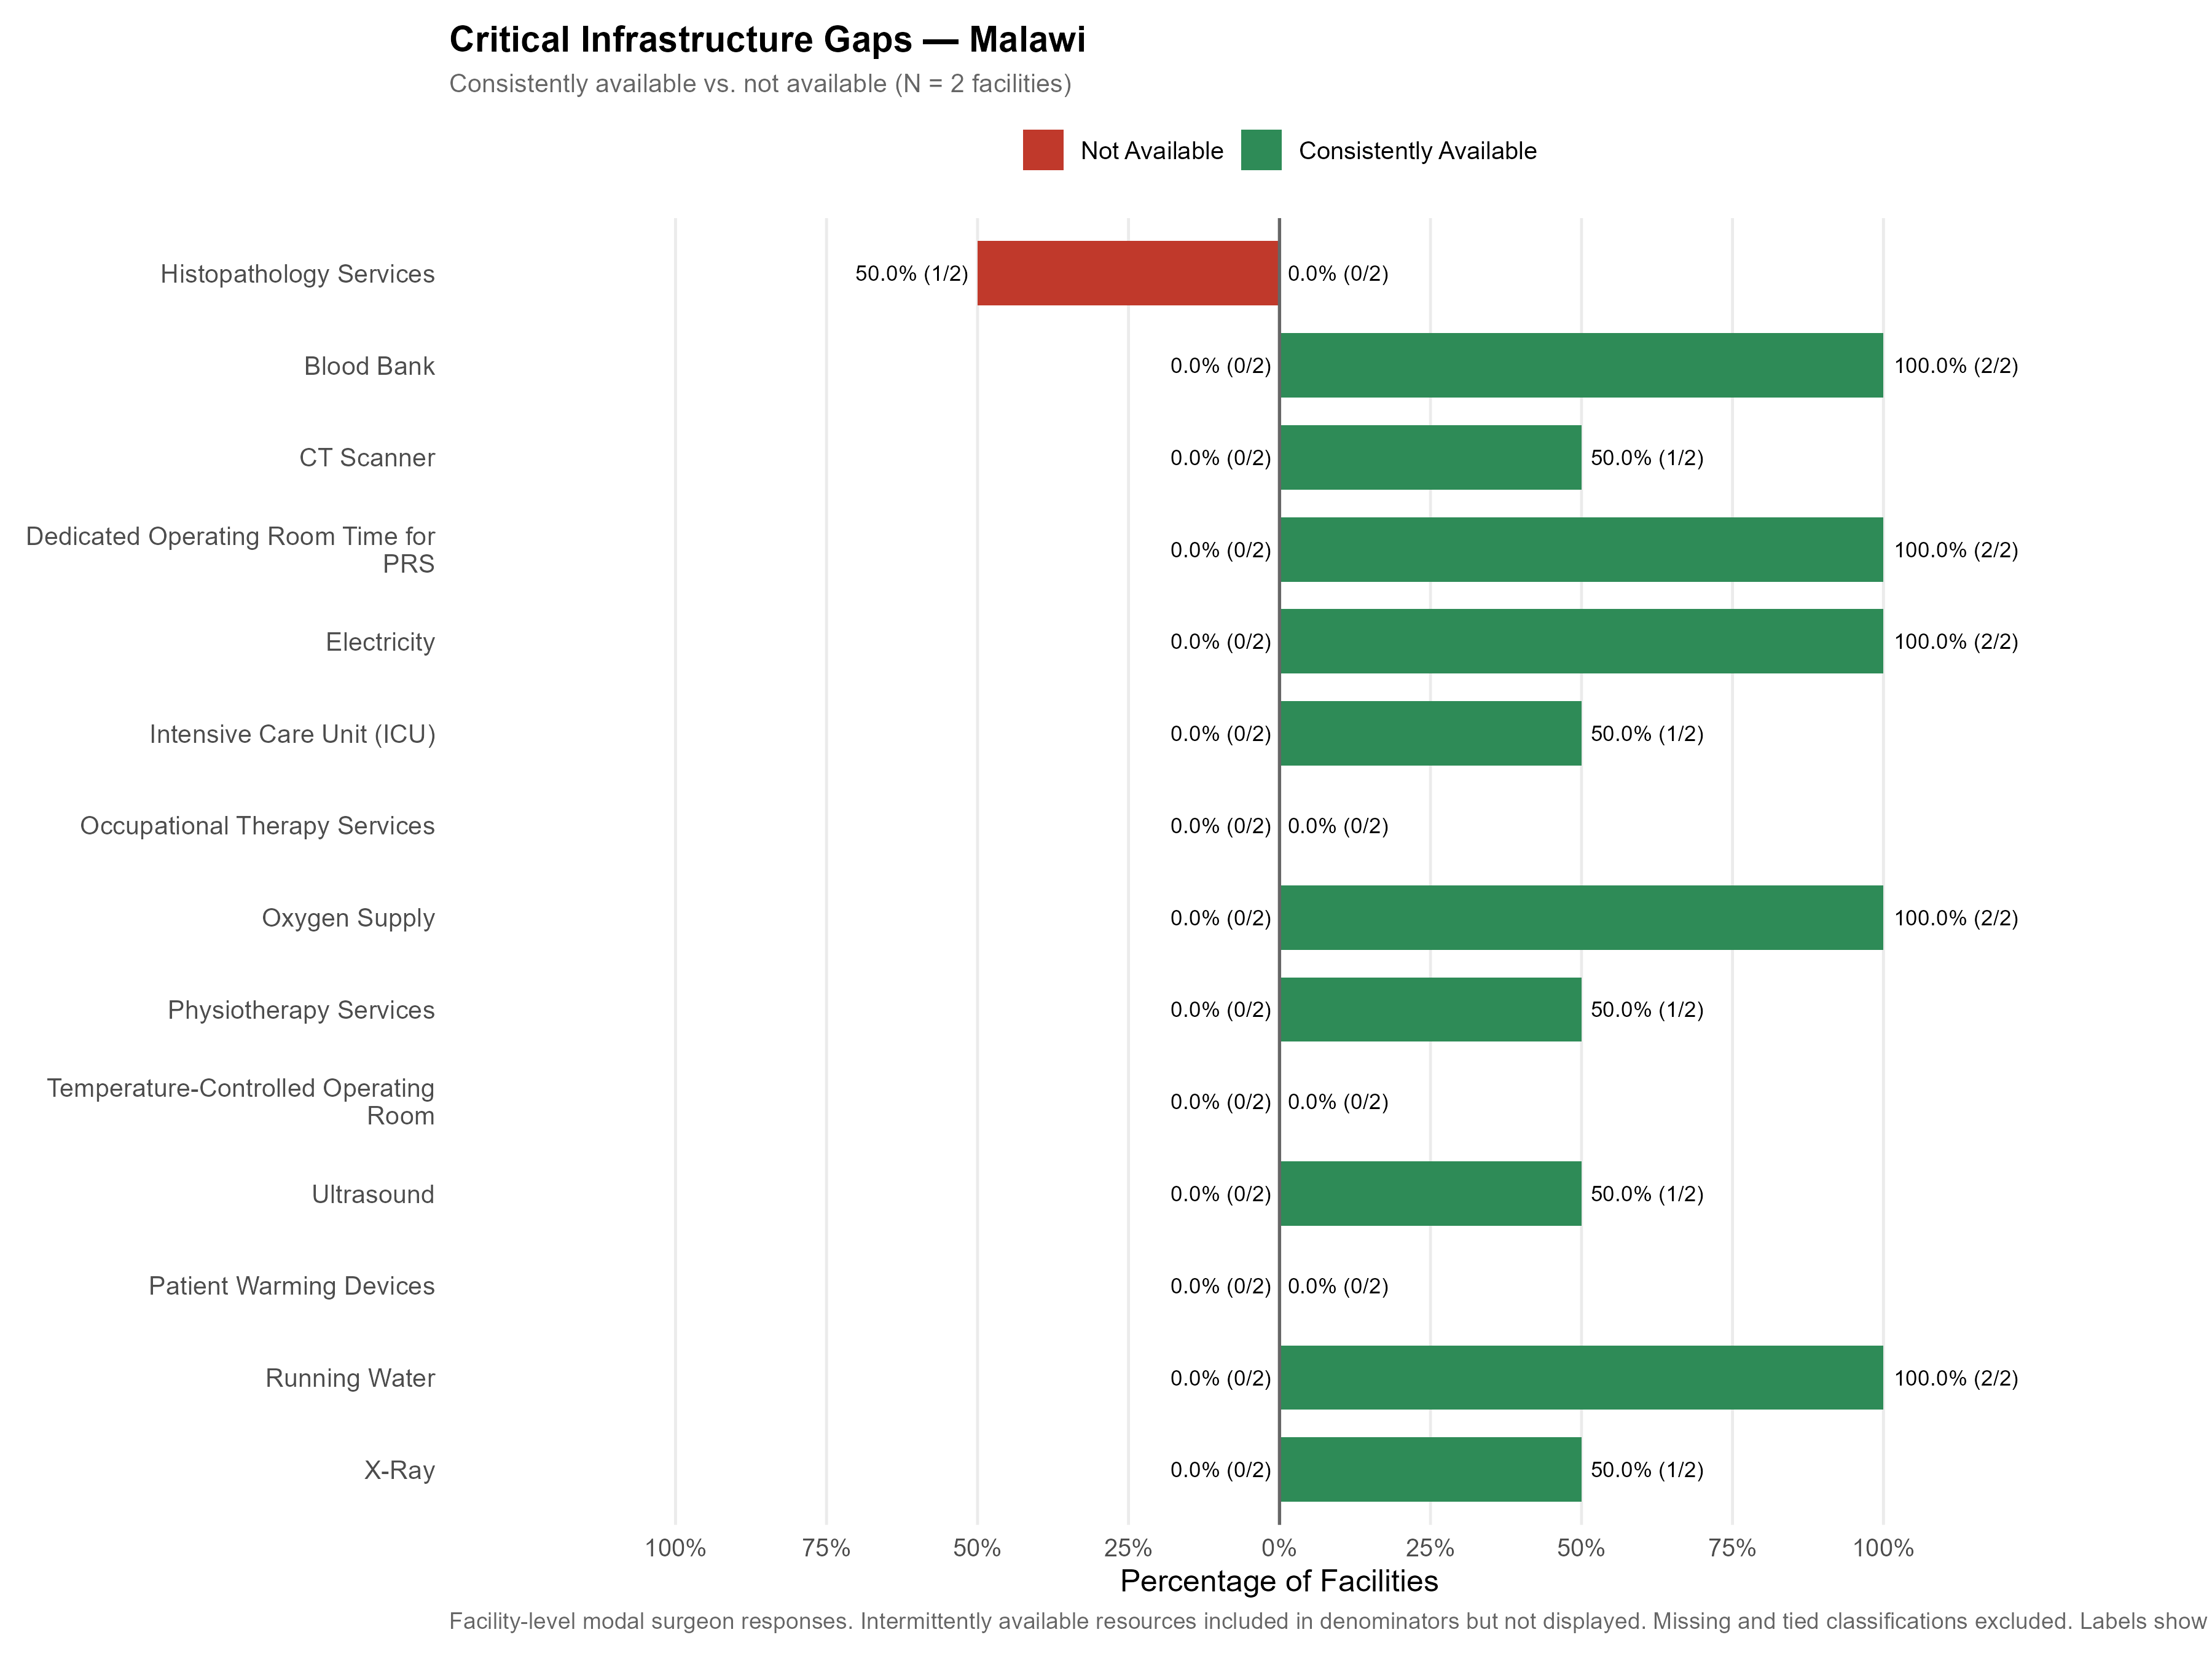 Critical Infrastructure Gaps — Malawi
Consistently available vs. not available (N = 2 facilities)
Not Available
Consistently Available
Histopathology Services
50.0% (1/2)
0.0% (0/2)
Blood Bank
0.0% (0/2)
100.0% (2/2)
CT Scanner
0.0% (0/2)
50.0% (1/2)
Dedicated Operating Room Time for
PRS
0.0% (0/2)
100.0% (2/2)
Electricity
0.0% (0/2)
100.0% (2/2)
Intensive Care Unit (ICU)
0.0% (0/2)
50.0% (1/2)
Occupational Therapy Services
0.0% (0/2)
0.0% (0/2)
Oxygen Supply
0.0% (0/2)
100.0% (2/2)
Physiotherapy Services
0.0% (0/2)
50.0% (1/2)
Temperature-Controlled Operating
Room
0.0% (0/2)
0.0% (0/2)
Ultrasound
0.0% (0/2)
50.0% (1/2)
Patient Warming Devices
0.0% (0/2)
0.0% (0/2)
Running Water
0.0% (0/2)
100.0% (2/2)
X-Ray
0.0% (0/2)
50.0% (1/2)
100% 75% 50% 25% 0% 25% 50% 75% 100%
Percentage of Facilities
Facility-level modal surgeon responses. Intermittently available resources included in denominators but not displayed. Missing and tied classifications excluded. Labels show